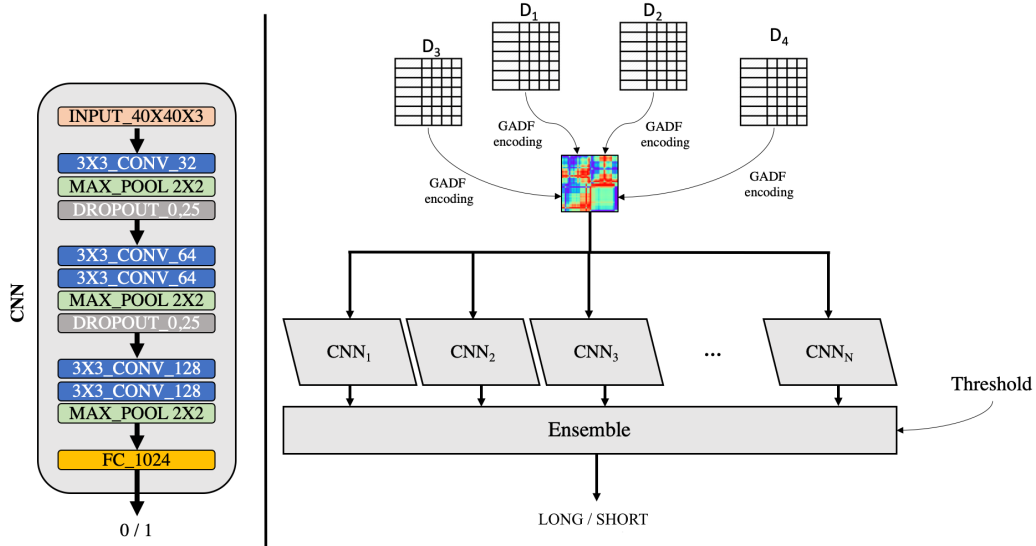 CNN
INPUT_40X40X3
3X3_CONV_32
MAX_POOL 2X2
DROPOUT_0,25
3X3_CONV_64
3X3_CONV_64
MAX_POOL 2X2
DROPOUT_0,25
3X3_CONV_128
3X3_CONV_128
MAX_POOL 2X2
FC_1024
0 / 1
D₁
D₂
D₃
D₄
GADF
encoding
GADF
encoding
GADF
encoding
GADF
encoding
CNN₁
CNN₂
CNN₃
...
CNN_N
Threshold
Ensemble
LONG / SHORT